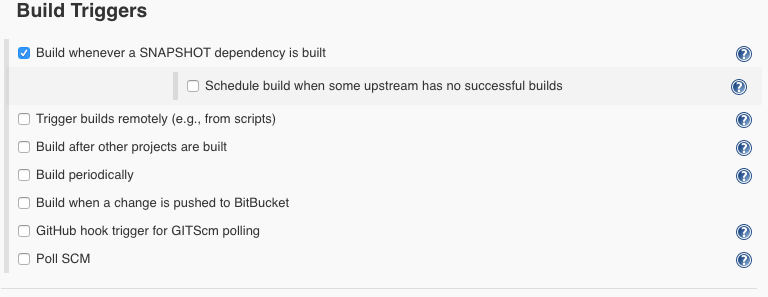 Build Triggers
Build whenever a SNAPSHOT dependency is built
Schedule build when some upstream has no successful builds
Trigger builds remotely (e.g., from scripts)
Build after other projects are built
Build periodically
Build when a change is pushed to BitBucket
GitHub hook trigger for GITScm polling
Poll SCM